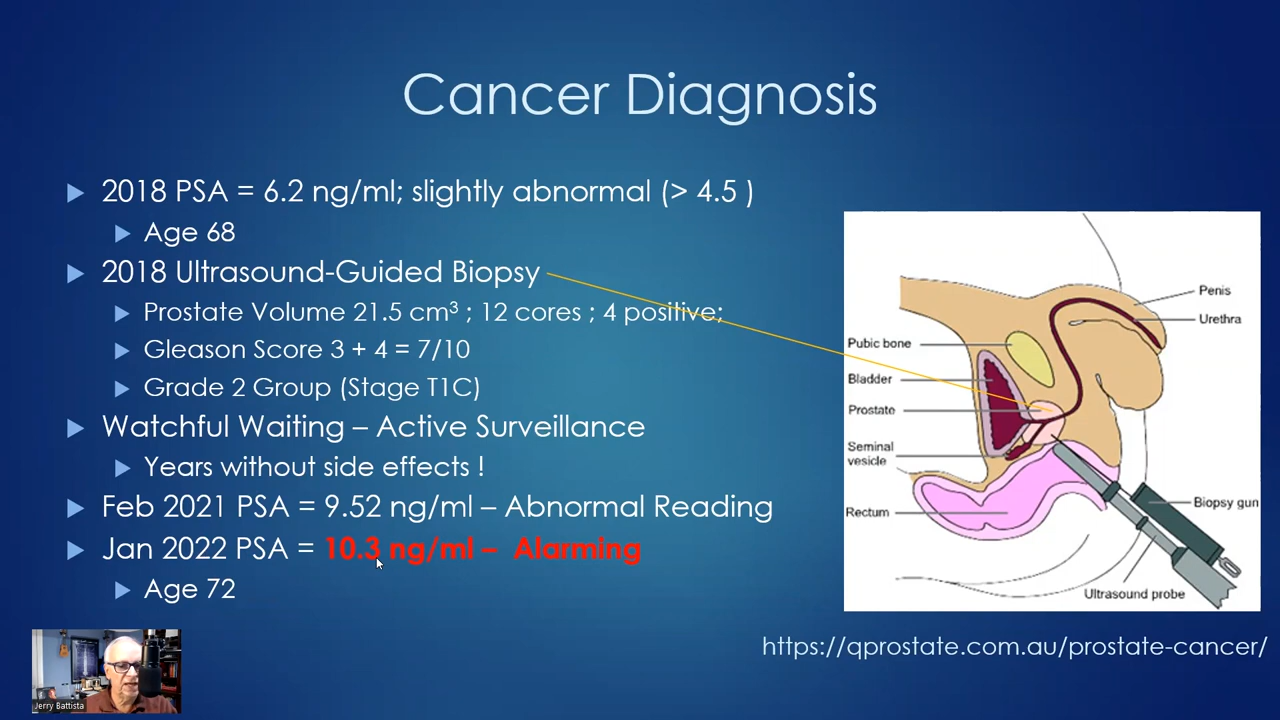 Cancer Diagnosis
2018 PSA = 6.2 ng/ml; slightly abnormal (> 4.5 )
Age 68
2018 Ultrasound-Guided Biopsy
Prostate Volume 21.5 cm³ ; 12 cores ; 4 positive;
Gleason Score 3 + 4 = 7/10
Grade 2 Group (Stage T1C)
Watchful Waiting – Active Surveillance
Years without side effects !
Feb 2021 PSA = 9.52 ng/ml – Abnormal Reading
Jan 2022 PSA = 10.3 ng/ml – Alarming
Age 72
Penis
Urethra
Pubic bone
Bladder
Prostate
Seminal
vesicle
Rectum
Biopsy gun
Ultrasound probe
https://qprostate.com.au/prostate-cancer/
Jerry Battista